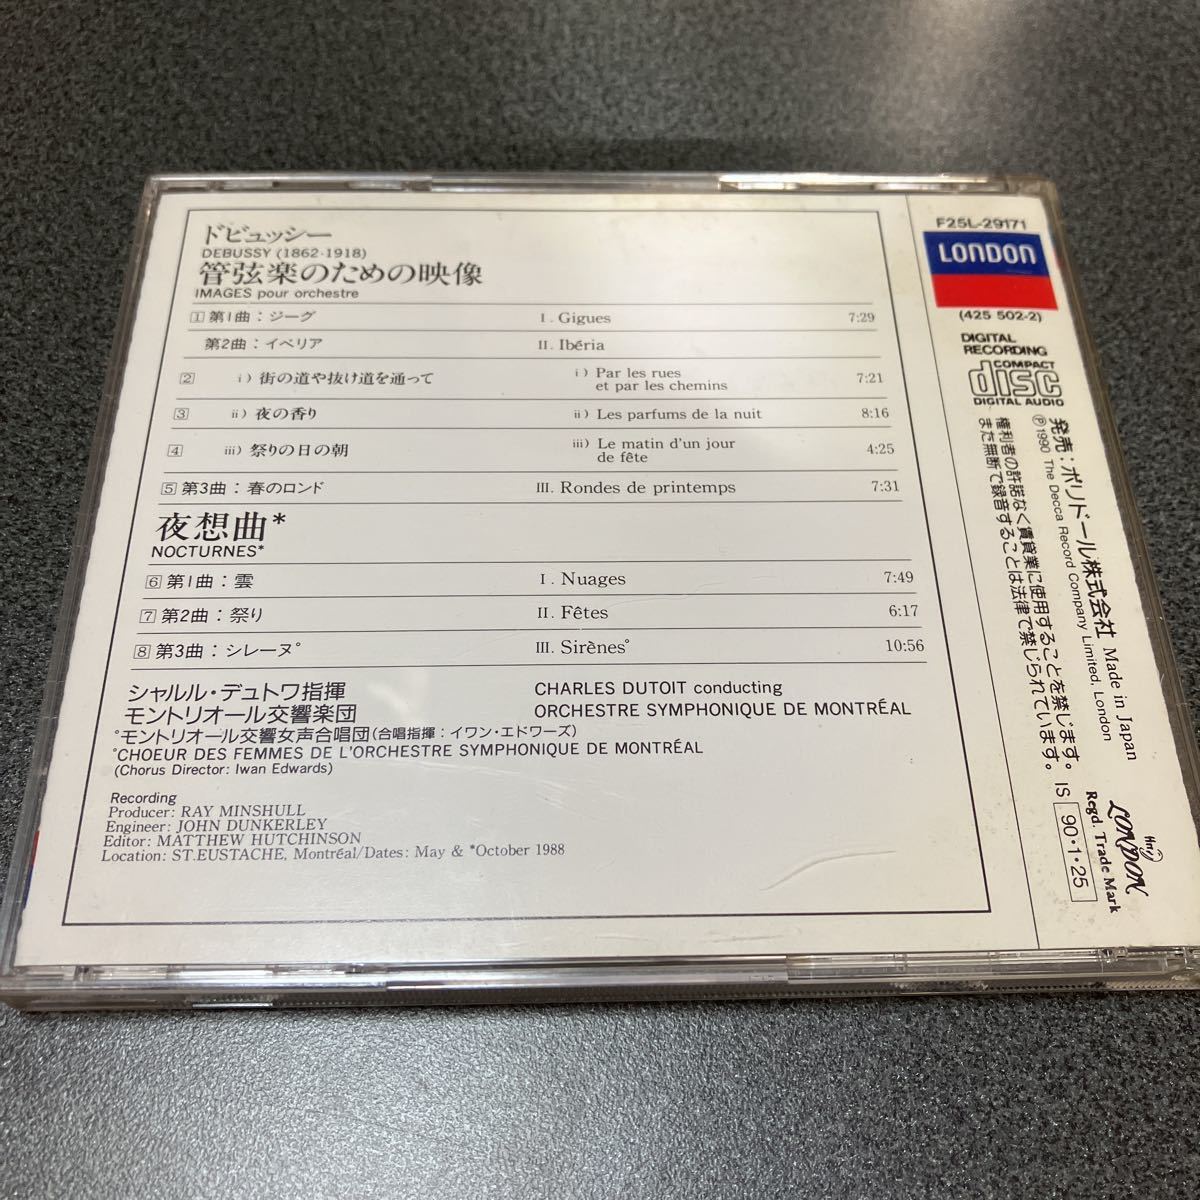 ドビュッシー
DEBUSSY (1862-1918)
管弦楽のための映像
IMAGES pour orchestre
1 第1曲：ジーグ I. Gigues 7:29
第2曲：イベリア II. Ibéria
2 i) 街の道や抜け道を通って i) Par les rues et par les chemins 7:21
3 ii) 夜の香り ii) Les parfums de la nuit 8:16
4 iii) 祭りの日の朝 iii) Le matin d'un jour de fête 4:25
5 第3曲：春のロンド III. Rondes de printemps 7:31
夜想曲*
NOCTURNES*
6 第1曲：雲 I. Nuages 7:49
7 第2曲：祭り II. Fêtes 6:17
8 第3曲：シレーヌ° III. Sirènes° 10:56
シャルル・デュトワ指揮 CHARLES DUTOIT conducting
モントリオール交響楽団 ORCHESTRE SYMPHONIQUE DE MONTRÉAL
°モントリオール交響女声合唱団(合唱指揮：イワン・エドワーズ)
°CHOEUR DES FEMMES DE L'ORCHESTRE SYMPHONIQUE DE MONTRÉAL
(Chorus Director: Iwan Edwards)
Recording
Producer: RAY MINSHULL
Engineer: JOHN DUNKERLEY
Editor: MATTHEW HUTCHINSON
Location: ST.EUSTACHE, Montréal/Dates: May & *October 1988
F25L-29171
LONDON
(425 502-2)
DIGITAL
RECORDING
COMPACT
disc
DIGITAL AUDIO
発売：ポリドール株式会社 Made in Japan
℗1990 The Decca Record Company Limited, London
権利者の許諾なく賃貸業に使用することを禁じます。
また無断で録音することは法律で禁じられています。
IS 90・1・25
LONDON
Regd. Trade Mark